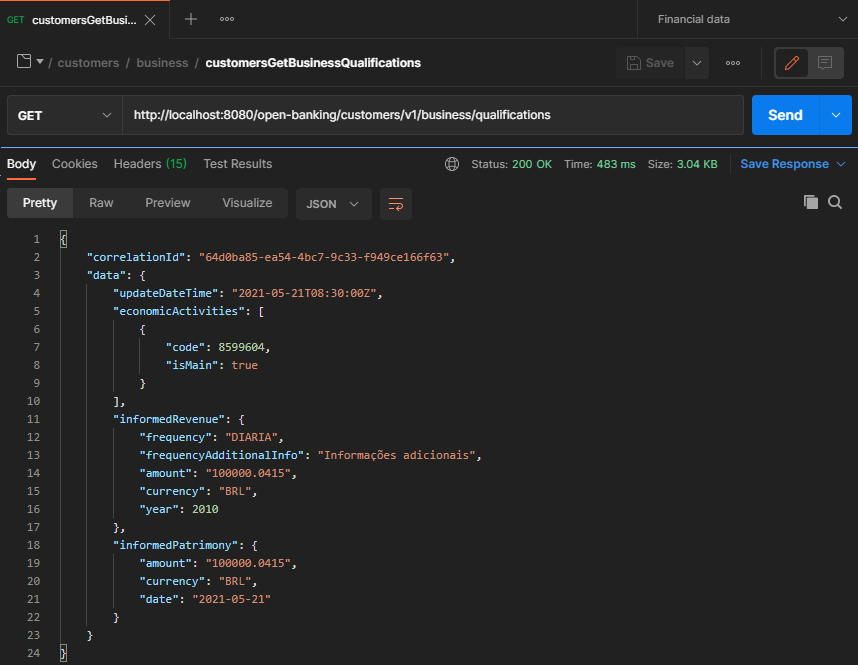 GET customersGetBusi...
Financial data
/ customers / business / customersGetBusinessQualifications
Save
GET
http://localhost:8080/open-banking/customers/v1/business/qualifications
Send
Body Cookies Headers (15) Test Results
Status: 200 OK Time: 483 ms Size: 3.04 KB
Save Response
Pretty Raw Preview Visualize JSON
1 {
2 "correlationId": "64d0ba85-ea54-4bc7-9c33-f949ce166f63",
3 "data": {
4 "updateDateTime": "2021-05-21T08:30:00Z",
5 "economicActivities": [
6 {
7 "code": 8599604,
8 "isMain": true
9 }
10 ],
11 "informedRevenue": {
12 "frequency": "DIARIA",
13 "frequencyAdditionalInfo": "Informações adicionais",
14 "amount": "100000.0415",
15 "currency": "BRL",
16 "year": 2010
17 },
18 "informedPatrimony": {
19 "amount": "100000.0415",
20 "currency": "BRL",
21 "date": "2021-05-21"
22 }
23 }
24 }